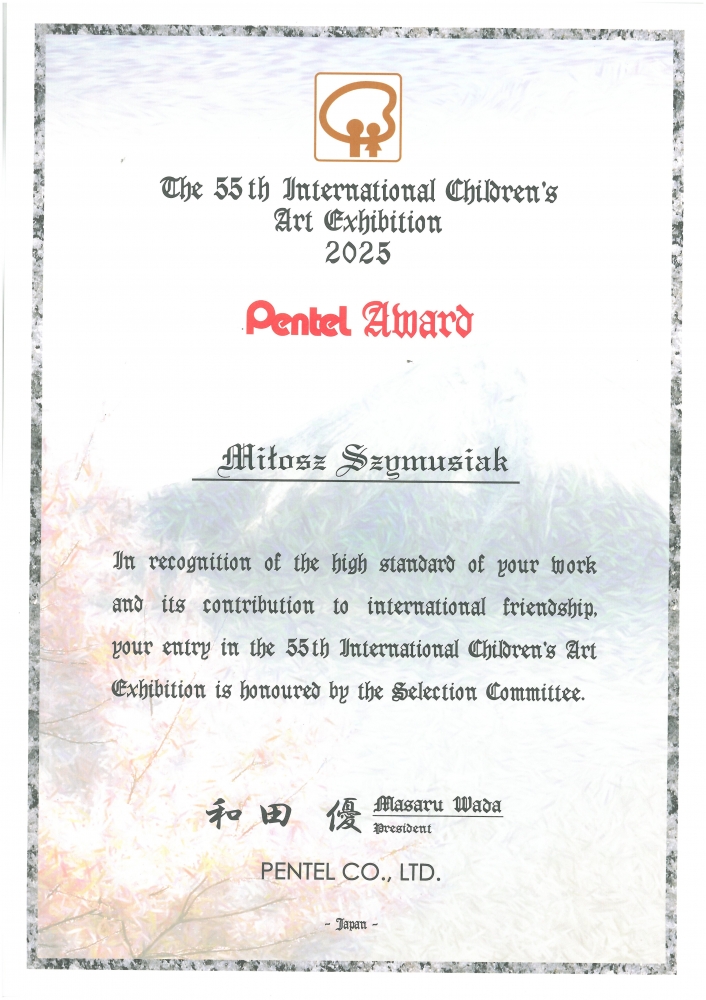 The 55th International Children's
Art Exhibition
2025
Pentel Award
Miłosz Szymusiak
In recognition of the high standard of your work
and its contribution to international friendship,
your entry in the 55th International Children's Art
Exhibition is honoured by the Selection Committee.
和田 優 Masaru Wada
President
PENTEL CO., LTD.
- Japan -